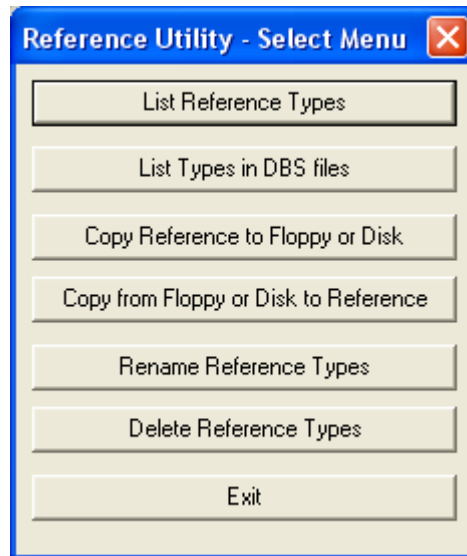 Reference Utility - Select Menu
List Reference Types
List Types in DBS files
Copy Reference to Floppy or Disk
Copy from Floppy or Disk to Reference
Rename Reference Types
Delete Reference Types
Exit